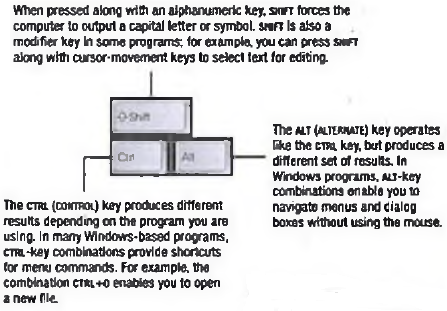 When pressed along with an alphanumeric key, SHIFT forces the
computer to output a capital letter or symbol. SHIFT is also a
modifier key in some programs; for example, you can press SHIFT
along with cursor-movement keys to select text for editing.
⇧ Shift
Ctrl Alt
The ALT (ALTERNATE) key operates
like the CTRL key, but produces a
different set of results. In
Windows programs, ALT-key
combinations enable you to
navigate menus and dialog
boxes without using the mouse.
The CTRL (CONTROL) key produces different
results depending on the program you are
using. In many Windows-based programs,
CTRL-key combinations provide shortcuts
for menu commands. For example, the
combination CTRL+O enables you to open
a new file.